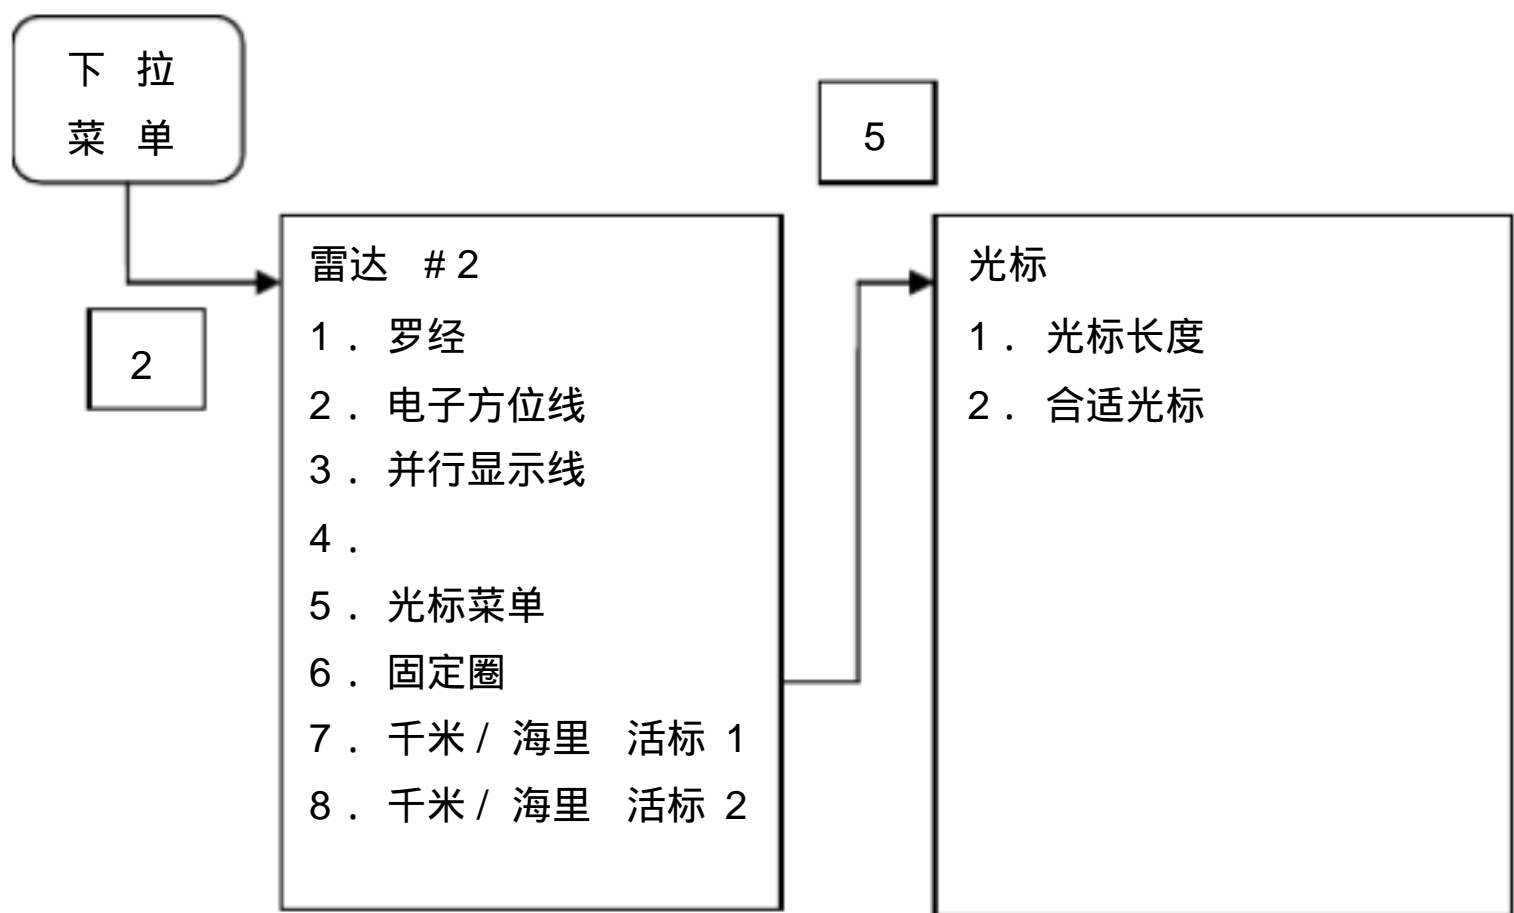 下 拉
菜 单
2
雷达 #2
1． 罗经
2． 电子方位线
3． 并行显示线
4．
5． 光标菜单
6． 固定圈
7． 千米/ 海里 活标 1
8． 千米/ 海里 活标 2
5
光标
1． 光标长度
2． 合适光标